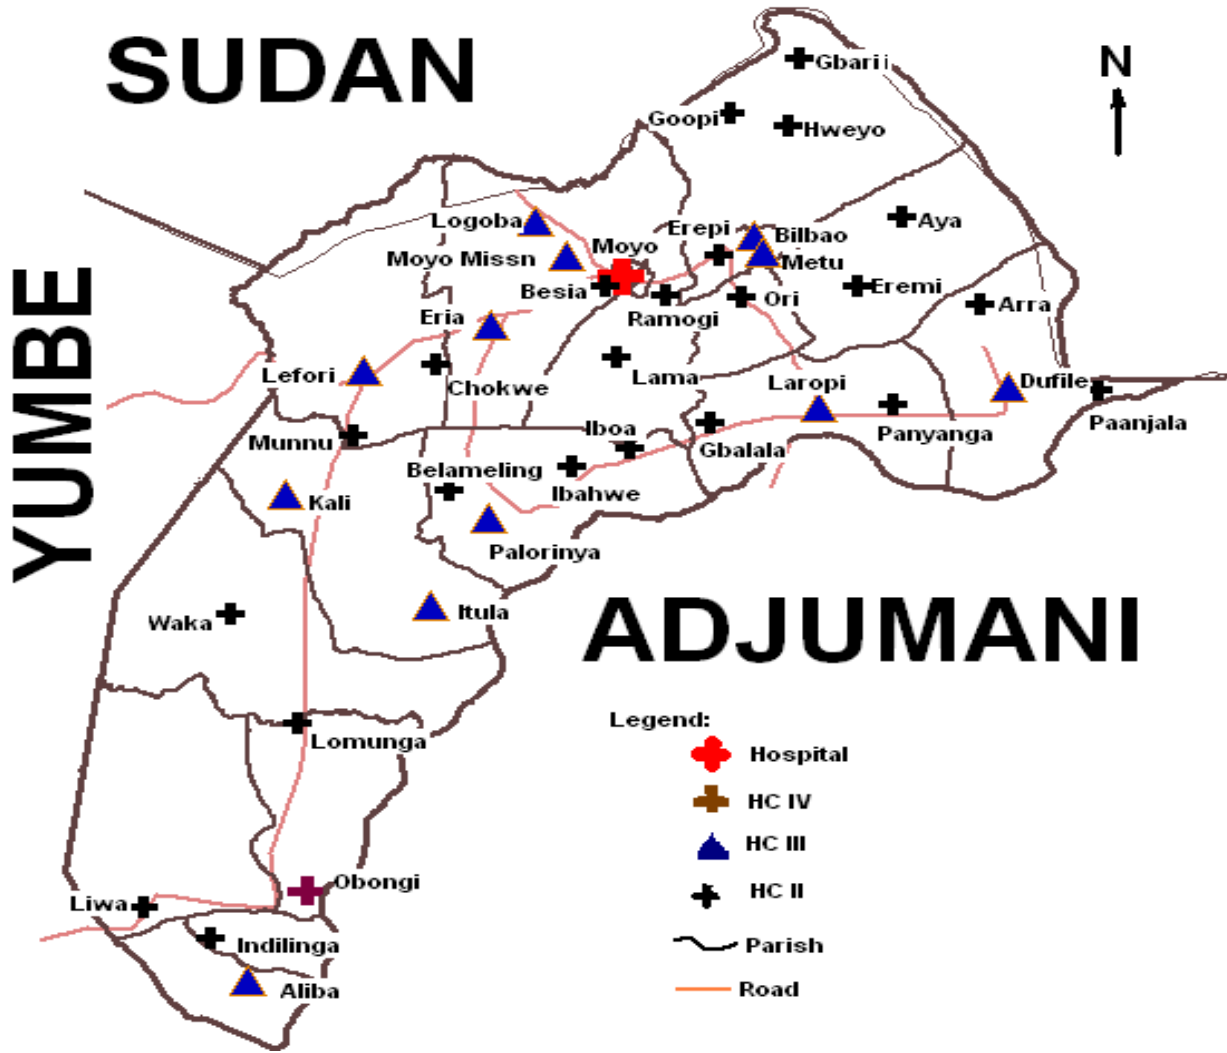 SUDAN
N
Gbarii
Goopi
Hweyo
Logoba
Moyo
Erepi
Bilbao
Aya
Moyo Missn
Metu
Besia
Ramogi
Ori
Eremi
Arra
Eria
YUMBE
Lefori
Chokwe
Lama
Laropi
Dufile
Paanjala
Munnu
Iboa
Gbalala
Panyanga
Belameling
Ibahwe
Kali
Palorinya
Waka
Itula
ADJUMANI
Lomunga
Obongi
Liwa
Indilinga
Aliba
Legend:
Hospital
HC IV
HC III
HC II
Parish
Road